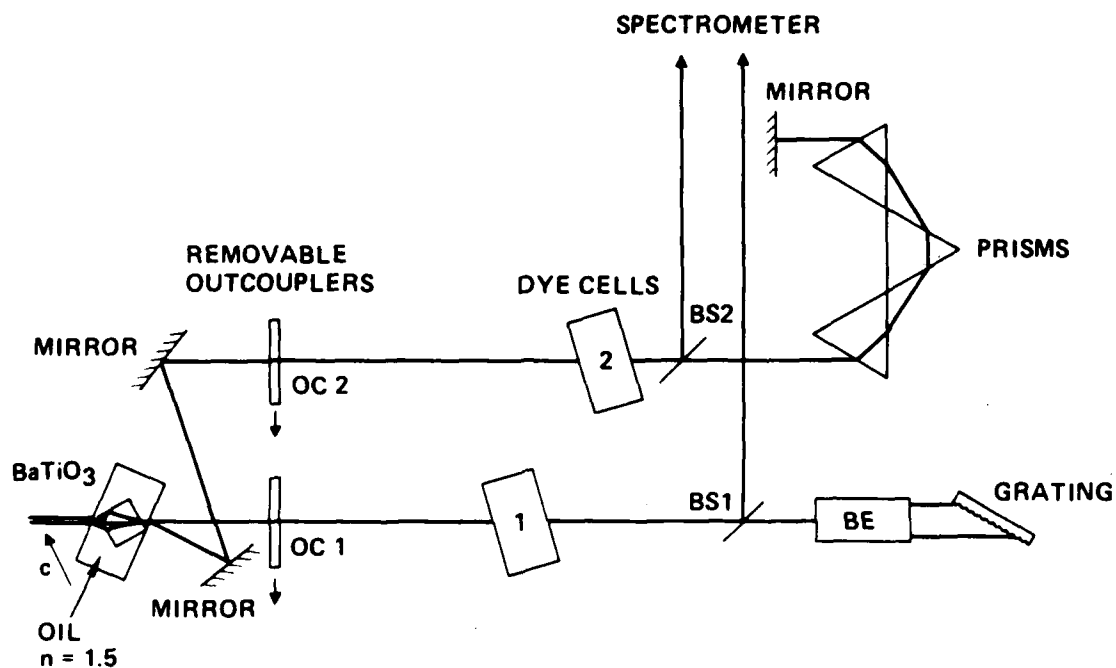 SPECTROMETER
MIRROR
REMOVABLE
OUTCOUPLERS
DYE CELLS
PRISMS
BS2
MIRROR
2
OC 2
BaTiO3
GRATING
BS1
1
BE
OC 1
c
MIRROR
OIL
n = 1.5